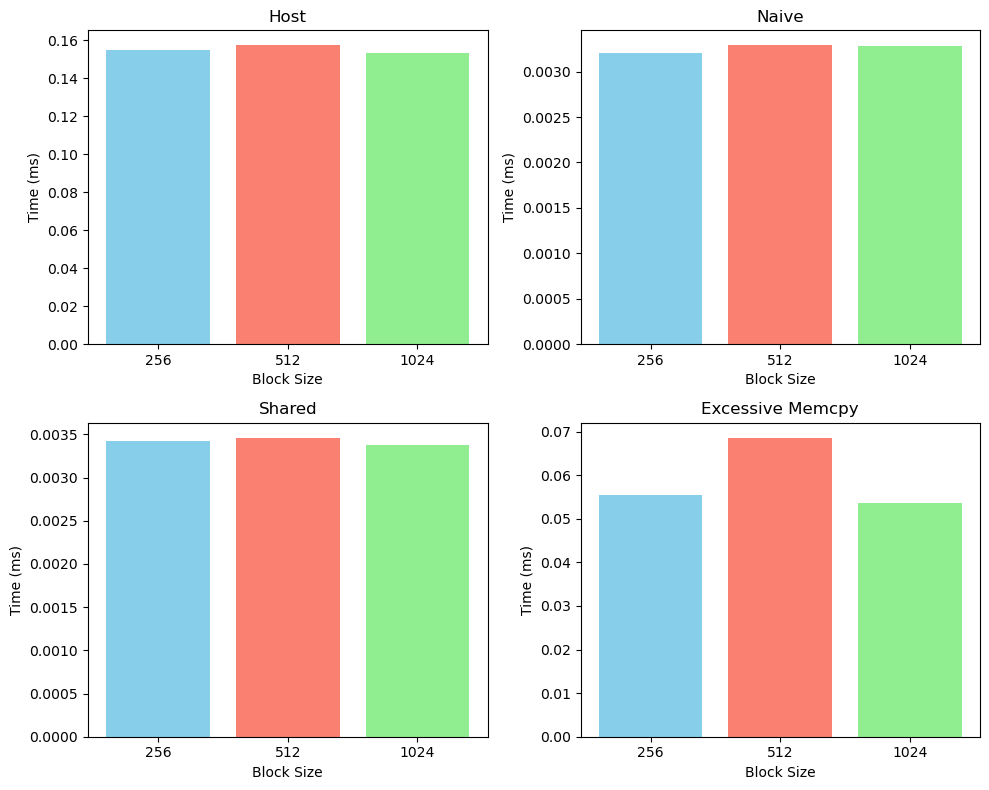 Host
Time (ms)
0.16
0.14
0.12
0.10
0.08
0.06
0.04
0.02
0.00
256 512 1024
Block Size
Naive
Time (ms)
0.0030
0.0025
0.0020
0.0015
0.0010
0.0005
0.0000
256 512 1024
Block Size
Shared
Time (ms)
0.0035
0.0030
0.0025
0.0020
0.0015
0.0010
0.0005
0.0000
256 512 1024
Block Size
Excessive Memcpy
Time (ms)
0.07
0.06
0.05
0.04
0.03
0.02
0.01
0.00
256 512 1024
Block Size